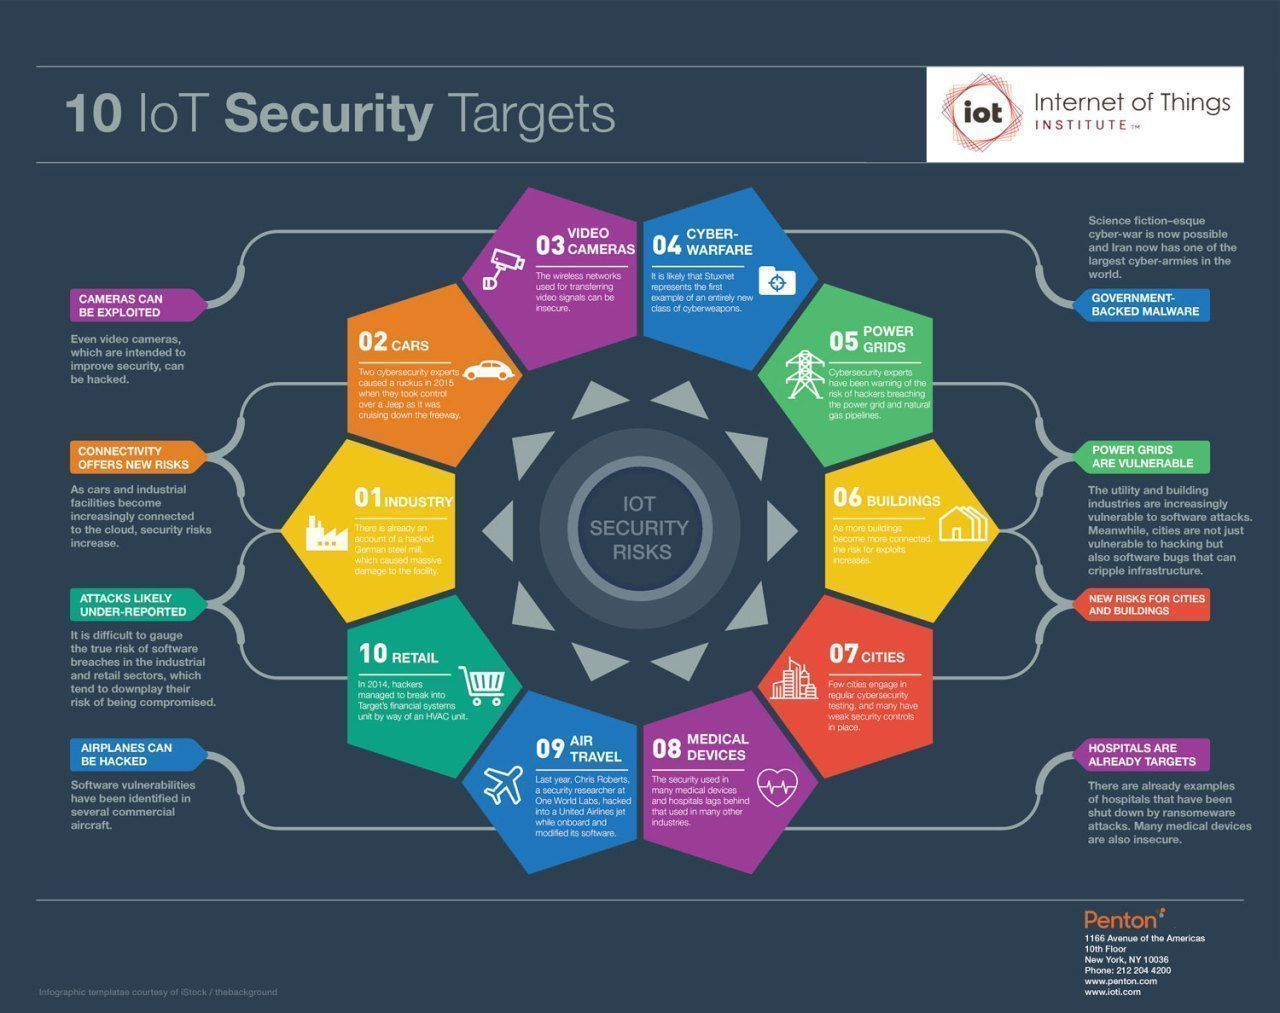 10 IoT Security Targets
iot
Internet of Things
INSTITUTE™
CAMERAS CAN
BE EXPLOITED
Even video cameras,
which are intended to
improve security, can
be hacked.
CONNECTIVITY
OFFERS NEW RISKS
As cars and industrial
facilities become
increasingly connected
to the cloud, security risks
increase.
ATTACKS LIKELY
UNDER-REPORTED
It is difficult to gauge
the true risk of software
breaches in the industrial
and retail sectors, which
tend to downplay their
risk of being compromised.
AIRPLANES CAN
BE HACKED
Software vulnerabilities
have been identified in
several commercial
aircraft.
03 VIDEO
CAMERAS
The wireless networks
used for transferring
video signals can be
insecure.
04 CYBER-
WARFARE
It is likely that Stuxnet
represents the first
example of an entirely new
class of cyberweapons.
02 CARS
Two cybersecurity experts
caused a ruckus in 2015
when they took control
over a Jeep as it was
cruising down the freeway.
05 POWER
GRIDS
Cybersecurity experts
have been warning of the
risk of hackers breaching
the power grid and natural
gas pipelines.
01 INDUSTRY
There is already an
account of a hacked
German steel mill,
which caused massive
damage to the facility.
IOT
SECURITY
RISKS
06 BUILDINGS
As more buildings
become more connected,
the risk for exploits
increases.
10 RETAIL
In 2014, hackers
managed to break into
Target's financial systems
unit by way of an HVAC unit.
07 CITIES
Few cities engage in
regular cybersecurity
testing, and many have
weak security controls
in place.
09 AIR
TRAVEL
Last year, Chris Roberts,
a security researcher at
One World Labs, hacked
into a United Airlines jet
while onboard and
modified its software.
08 MEDICAL
DEVICES
The security used in
many medical devices
and hospitals lags behind
that used in many other
industries.
Science fiction–esque
cyber-war is now possible
and Iran now has one of the
largest cyber-armies in the
world.
GOVERNMENT-
BACKED MALWARE
POWER GRIDS
ARE VULNERABLE
The utility and building
industries are increasingly
vulnerable to software attacks.
Meanwhile, cities are not just
vulnerable to hacking but
also software bugs that can
cripple infrastructure.
NEW RISKS FOR CITIES
AND BUILDINGS
HOSPITALS ARE
ALREADY TARGETS
There are already examples
of hospitals that have been
shut down by ransomeware
attacks. Many medical devices
are also insecure.
Penton
1166 Avenue of the Americas
10th Floor
New York, NY 10036
Phone: 212 204 4200
www.penton.com
www.ioti.com
Infographic templatae courtesy of iStock / thebackground